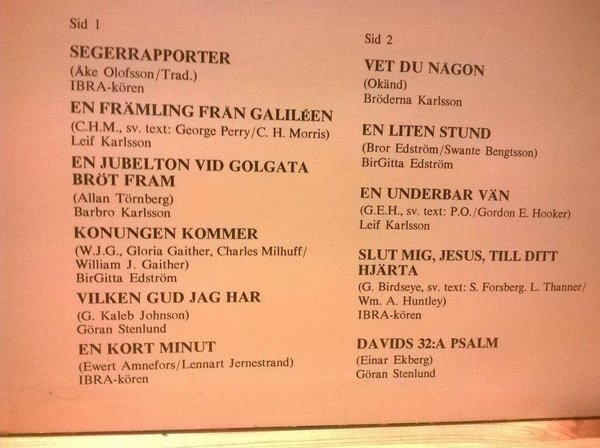 Sid 1
SEGERRAPPORTER
(Åke Olofsson/Trad.)
IBRA-kören
EN FRÄMLING FRÅN GALILÉEN
(C.H.M., sv. text: George Perry/C. H. Morris)
Leif Karlsson
EN JUBELTON VID GOLGATA
BRÖT FRAM
(Allan Törnberg)
Barbro Karlsson
KONUNGEN KOMMER
(W.J.G., Gloria Gaither, Charles Milhuff/
William J. Gaither)
BirGitta Edström
VILKEN GUD JAG HAR
(G. Kaleb Johnson)
Göran Stenlund
EN KORT MINUT
(Ewert Amnefors/Lennart Jernestrand)
IBRA-kören
Sid 2
VET DU NÅGON
(Okänd)
Bröderna Karlsson
EN LITEN STUND
(Bror Edström/Swante Bengtsson)
BirGitta Edström
EN UNDERBAR VÄN
(G.E.H., sv. text: P.O./Gordon E. Hooker)
Leif Karlsson
SLUT MIG, JESUS, TILL DITT
HJÄRTA
(G. Birdseye, sv. text: S. Forsberg. L. Thanner/
Wm. A. Huntley)
IBRA-kören
DAVIDS 32:A PSALM
(Einar Ekberg)
Göran Stenlund